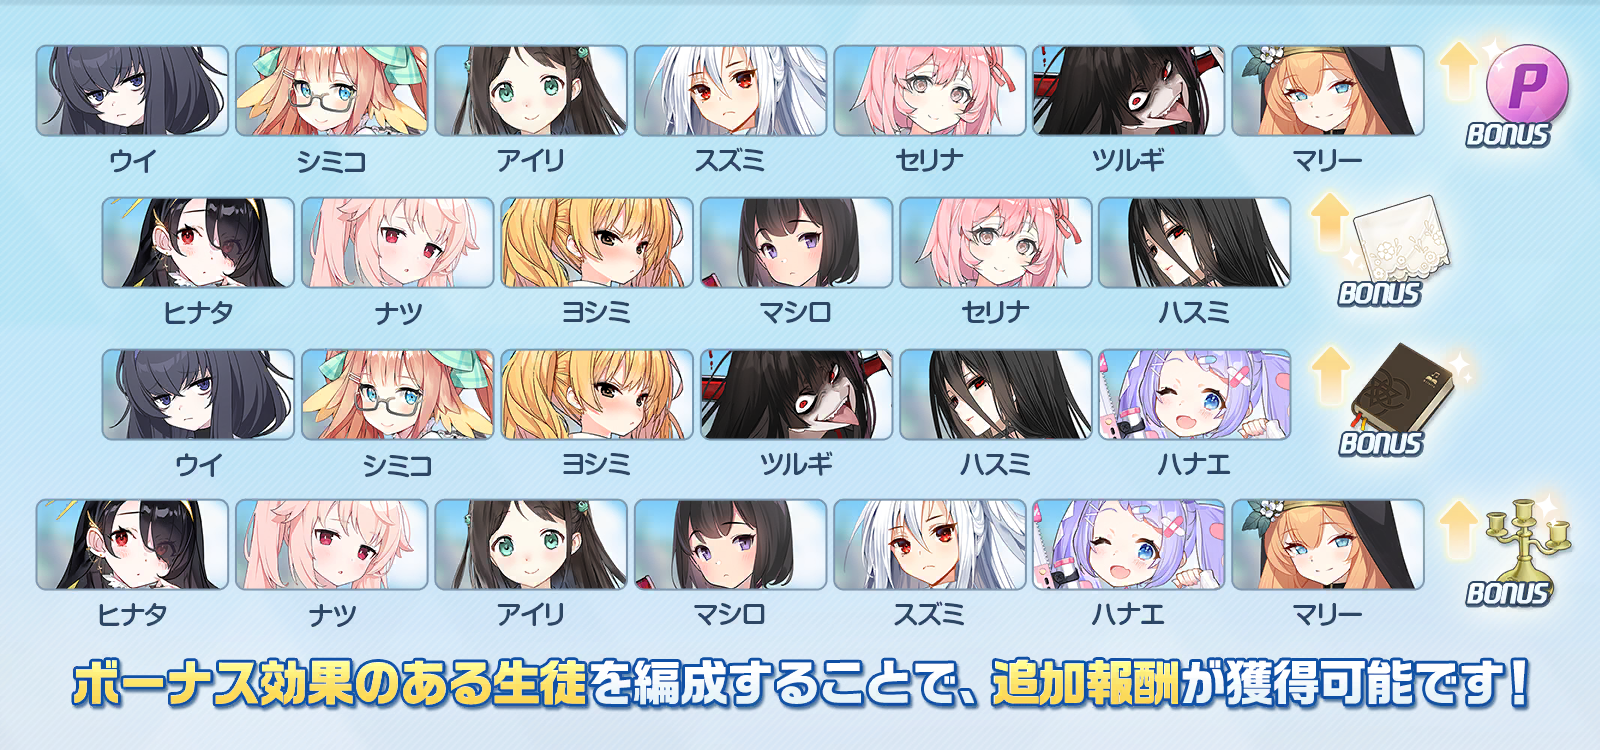 ウイ シミコ アイリ スズミ セリナ ツルギ マリー P BONUS
ヒナタ ナツ ヨシミ マシロ セリナ ハスミ BONUS
ウイ シミコ ヨシミ ツルギ ハスミ ハナエ BONUS
ヒナタ ナツ アイリ マシロ スズミ ハナエ マリー BONUS
ボーナス効果のある生徒を編成することで、追加報酬が獲得可能です!